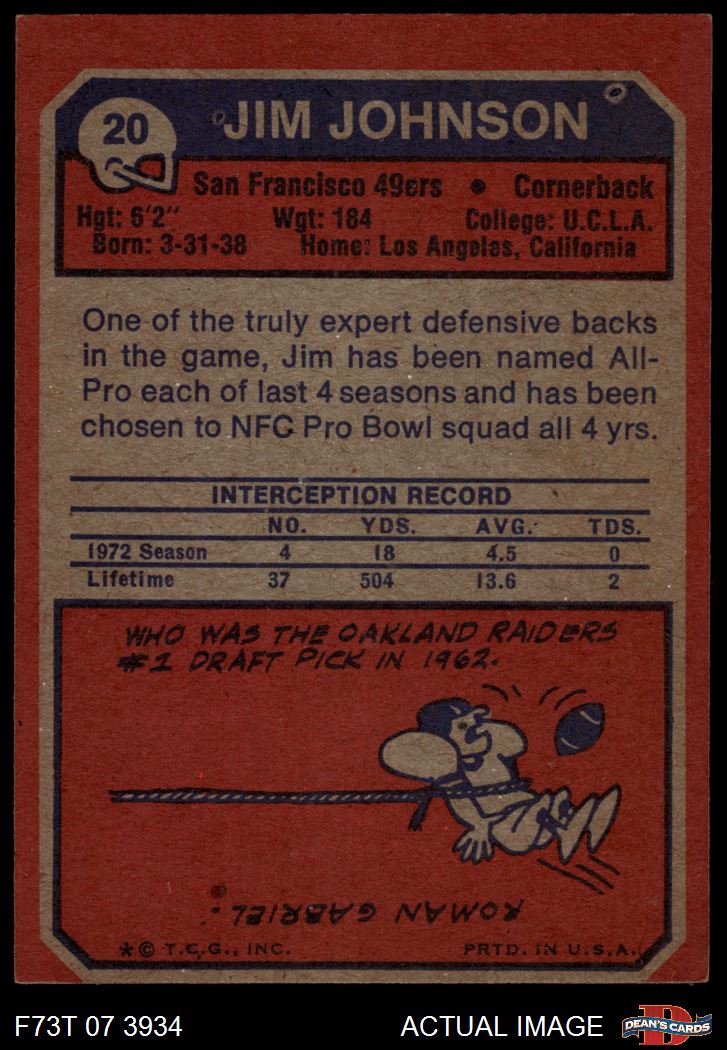 20
JIM JOHNSON
San Francisco 49ers • Cornerback
Hgt: 6'2" Wgt: 184 College: U.C.L.A.
Born: 3-31-38 Home: Los Angeles, California
One of the truly expert defensive backs
in the game, Jim has been named All-
Pro each of last 4 seasons and has been
chosen to NFC Pro Bowl squad all 4 yrs.
INTERCEPTION RECORD
NO. YDS. AVG. TDS.
1972 Season 4 18 4.5 0
Lifetime 37 504 13.6 2
WHO WAS THE OAKLAND RAIDERS
#1 DRAFT PICK IN 1962.
ROMAN GABRIEL.
*© T.C.G., INC. PRTD. IN U.S.A.
F73T 07 3934 ACTUAL IMAGE
DEAN'S CARDS